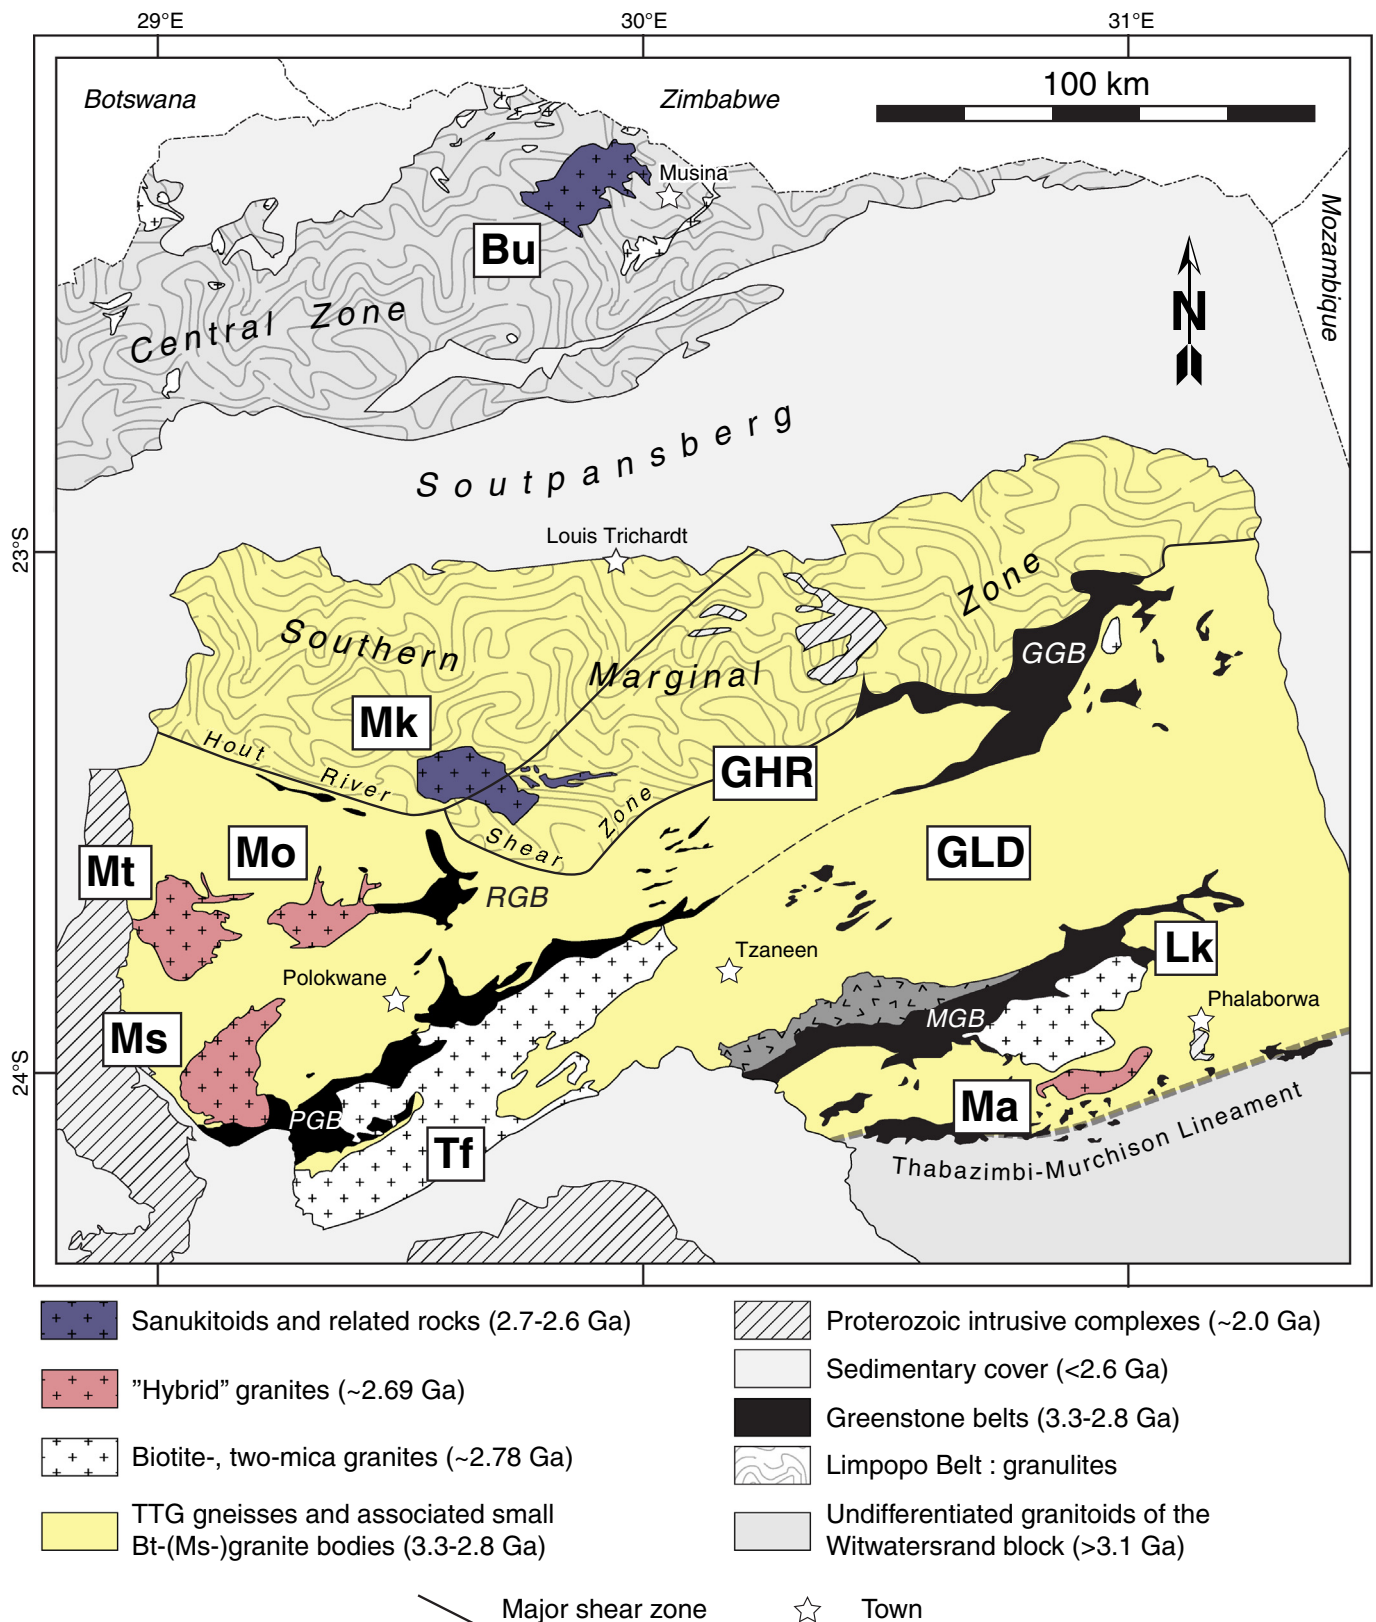 29°E 30°E 31°E
100 km
Botswana
Zimbabwe
Musina
Mozambique
Bu
N
Central Zone
Soutpansberg
23°S
Louis Trichardt
Southern
Marginal
Zone
GGB
Mk
Hout
River
Shear
Zone
GHR
Mt
Mo
RGB
GLD
Polokwane
Tzaneen
Lk
Phalaborwa
MGB
Ms
24°S
PGB
Tf
Ma
Thabazimbi-Murchison Lineament
Sanukitoids and related rocks (2.7-2.6 Ga)
"Hybrid" granites (~2.69 Ga)
Biotite-, two-mica granites (~2.78 Ga)
TTG gneisses and associated small
Bt-(Ms-)granite bodies (3.3-2.8 Ga)
Proterozoic intrusive complexes (~2.0 Ga)
Sedimentary cover (<2.6 Ga)
Greenstone belts (3.3-2.8 Ga)
Limpopo Belt : granulites
Undifferentiated granitoids of the
Witwatersrand block (>3.1 Ga)
Major shear zone
Town